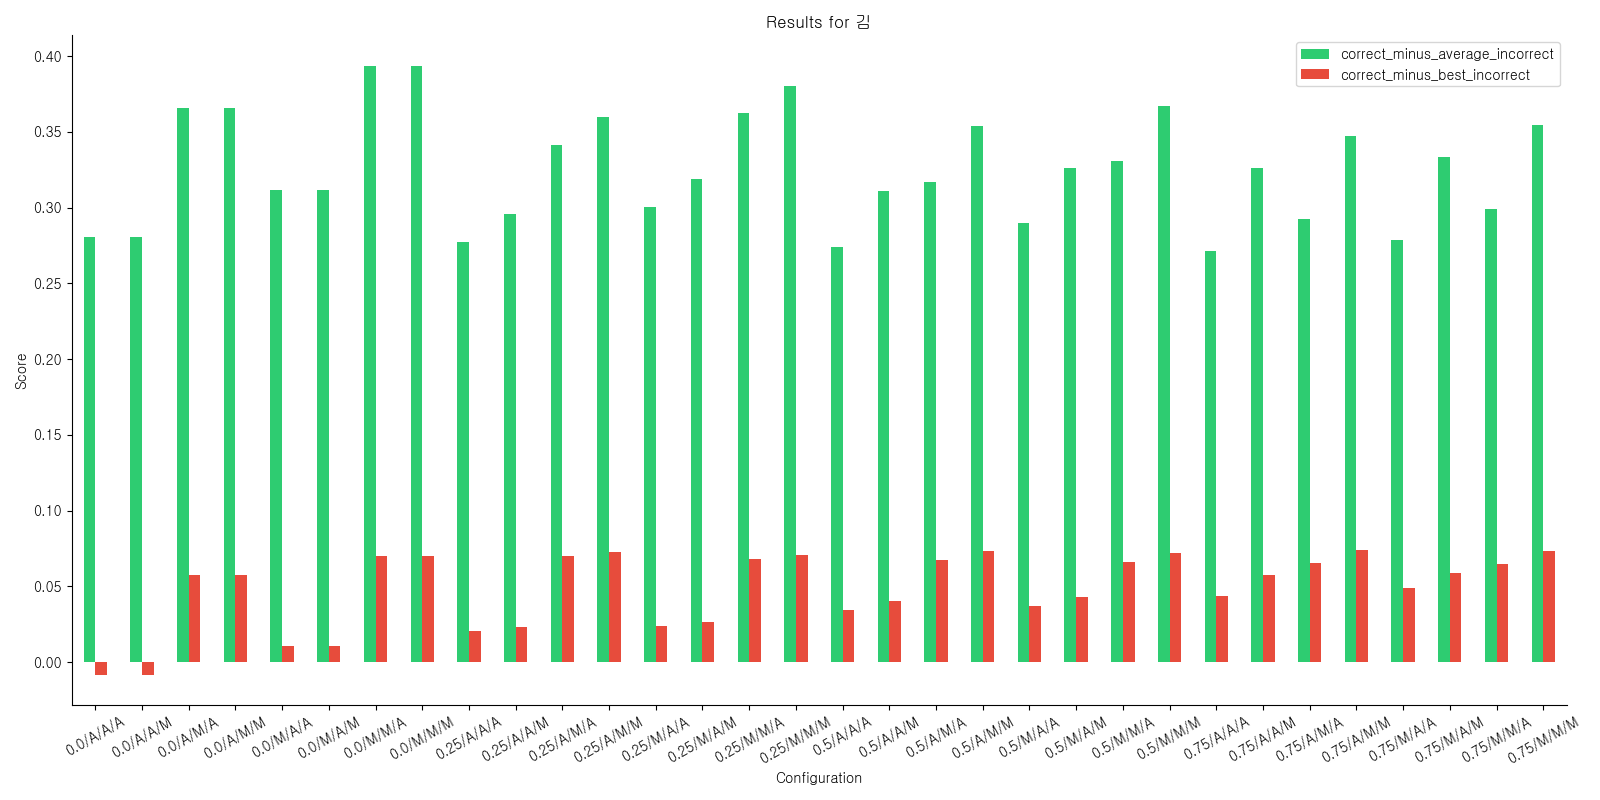 Results for 김
correct_minus_average_incorrect
correct_minus_best_incorrect
Score
0.40
0.35
0.30
0.25
0.20
0.15
0.10
0.05
0.00
0.0/A/A/A
0.0/A/A/M
0.0/A/M/A
0.0/A/M/M
0.0/M/A/A
0.0/M/A/M
0.0/M/M/A
0.0/M/M/M
0.25/A/A/A
0.25/A/A/M
0.25/A/M/A
0.25/A/M/M
0.25/M/A/A
0.25/M/A/M
0.25/M/M/A
0.25/M/M/M
0.5/A/A/A
0.5/A/A/M
0.5/A/M/A
0.5/A/M/M
0.5/M/A/A
0.5/M/A/M
0.5/M/M/A
0.5/M/M/M
0.75/A/A/A
0.75/A/A/M
0.75/A/M/A
0.75/A/M/M
0.75/M/A/A
0.75/M/A/M
0.75/M/M/A
0.75/M/M/M
Configuration